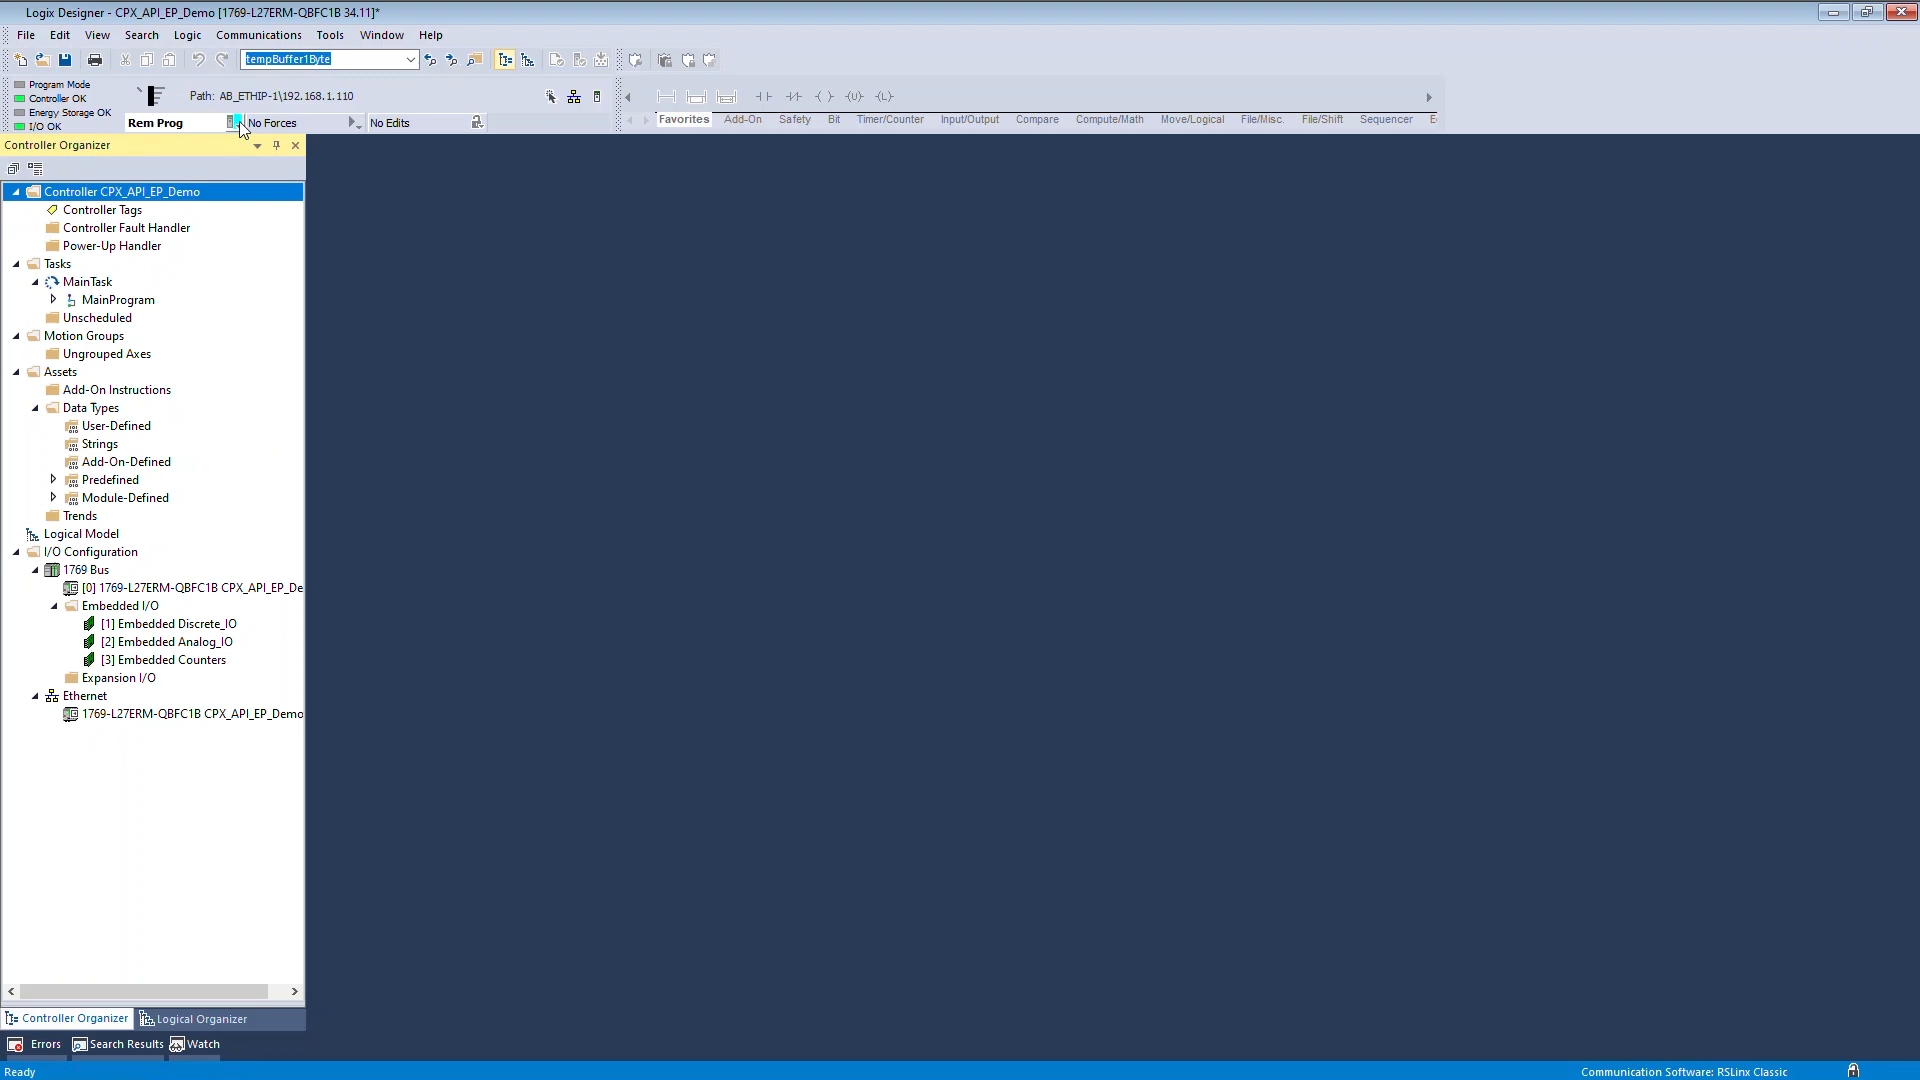 Logix Designer - CPX_API_EP_Demo [1769-L27ERM-QBFC1B 34.11]*
File Edit View Search Logic Communications Tools Window Help
tempBuffer1Byte
Program Mode
Controller OK
Energy Storage OK
I/O OK
Path: AB_ETHIP-1\192.168.1.110
Rem Prog
No Forces
No Edits
Favorites Add-On Safety Bit Timer/Counter Input/Output Compare Compute/Math Move/Logical File/Misc. File/Shift Sequencer E
Controller Organizer
Controller CPX_API_EP_Demo
Controller Tags
Controller Fault Handler
Power-Up Handler
Tasks
MainTask
MainProgram
Unscheduled
Motion Groups
Ungrouped Axes
Assets
Add-On Instructions
Data Types
User-Defined
Strings
Add-On-Defined
Predefined
Module-Defined
Trends
Logical Model
I/O Configuration
1769 Bus
[0] 1769-L27ERM-QBFC1B CPX_API_EP_De
Embedded I/O
[1] Embedded Discrete_IO
[2] Embedded Analog_IO
[3] Embedded Counters
Expansion I/O
Ethernet
1769-L27ERM-QBFC1B CPX_API_EP_Demo
Controller Organizer Logical Organizer
Errors Search Results Watch
Ready
Communication Software: RSLinx Classic